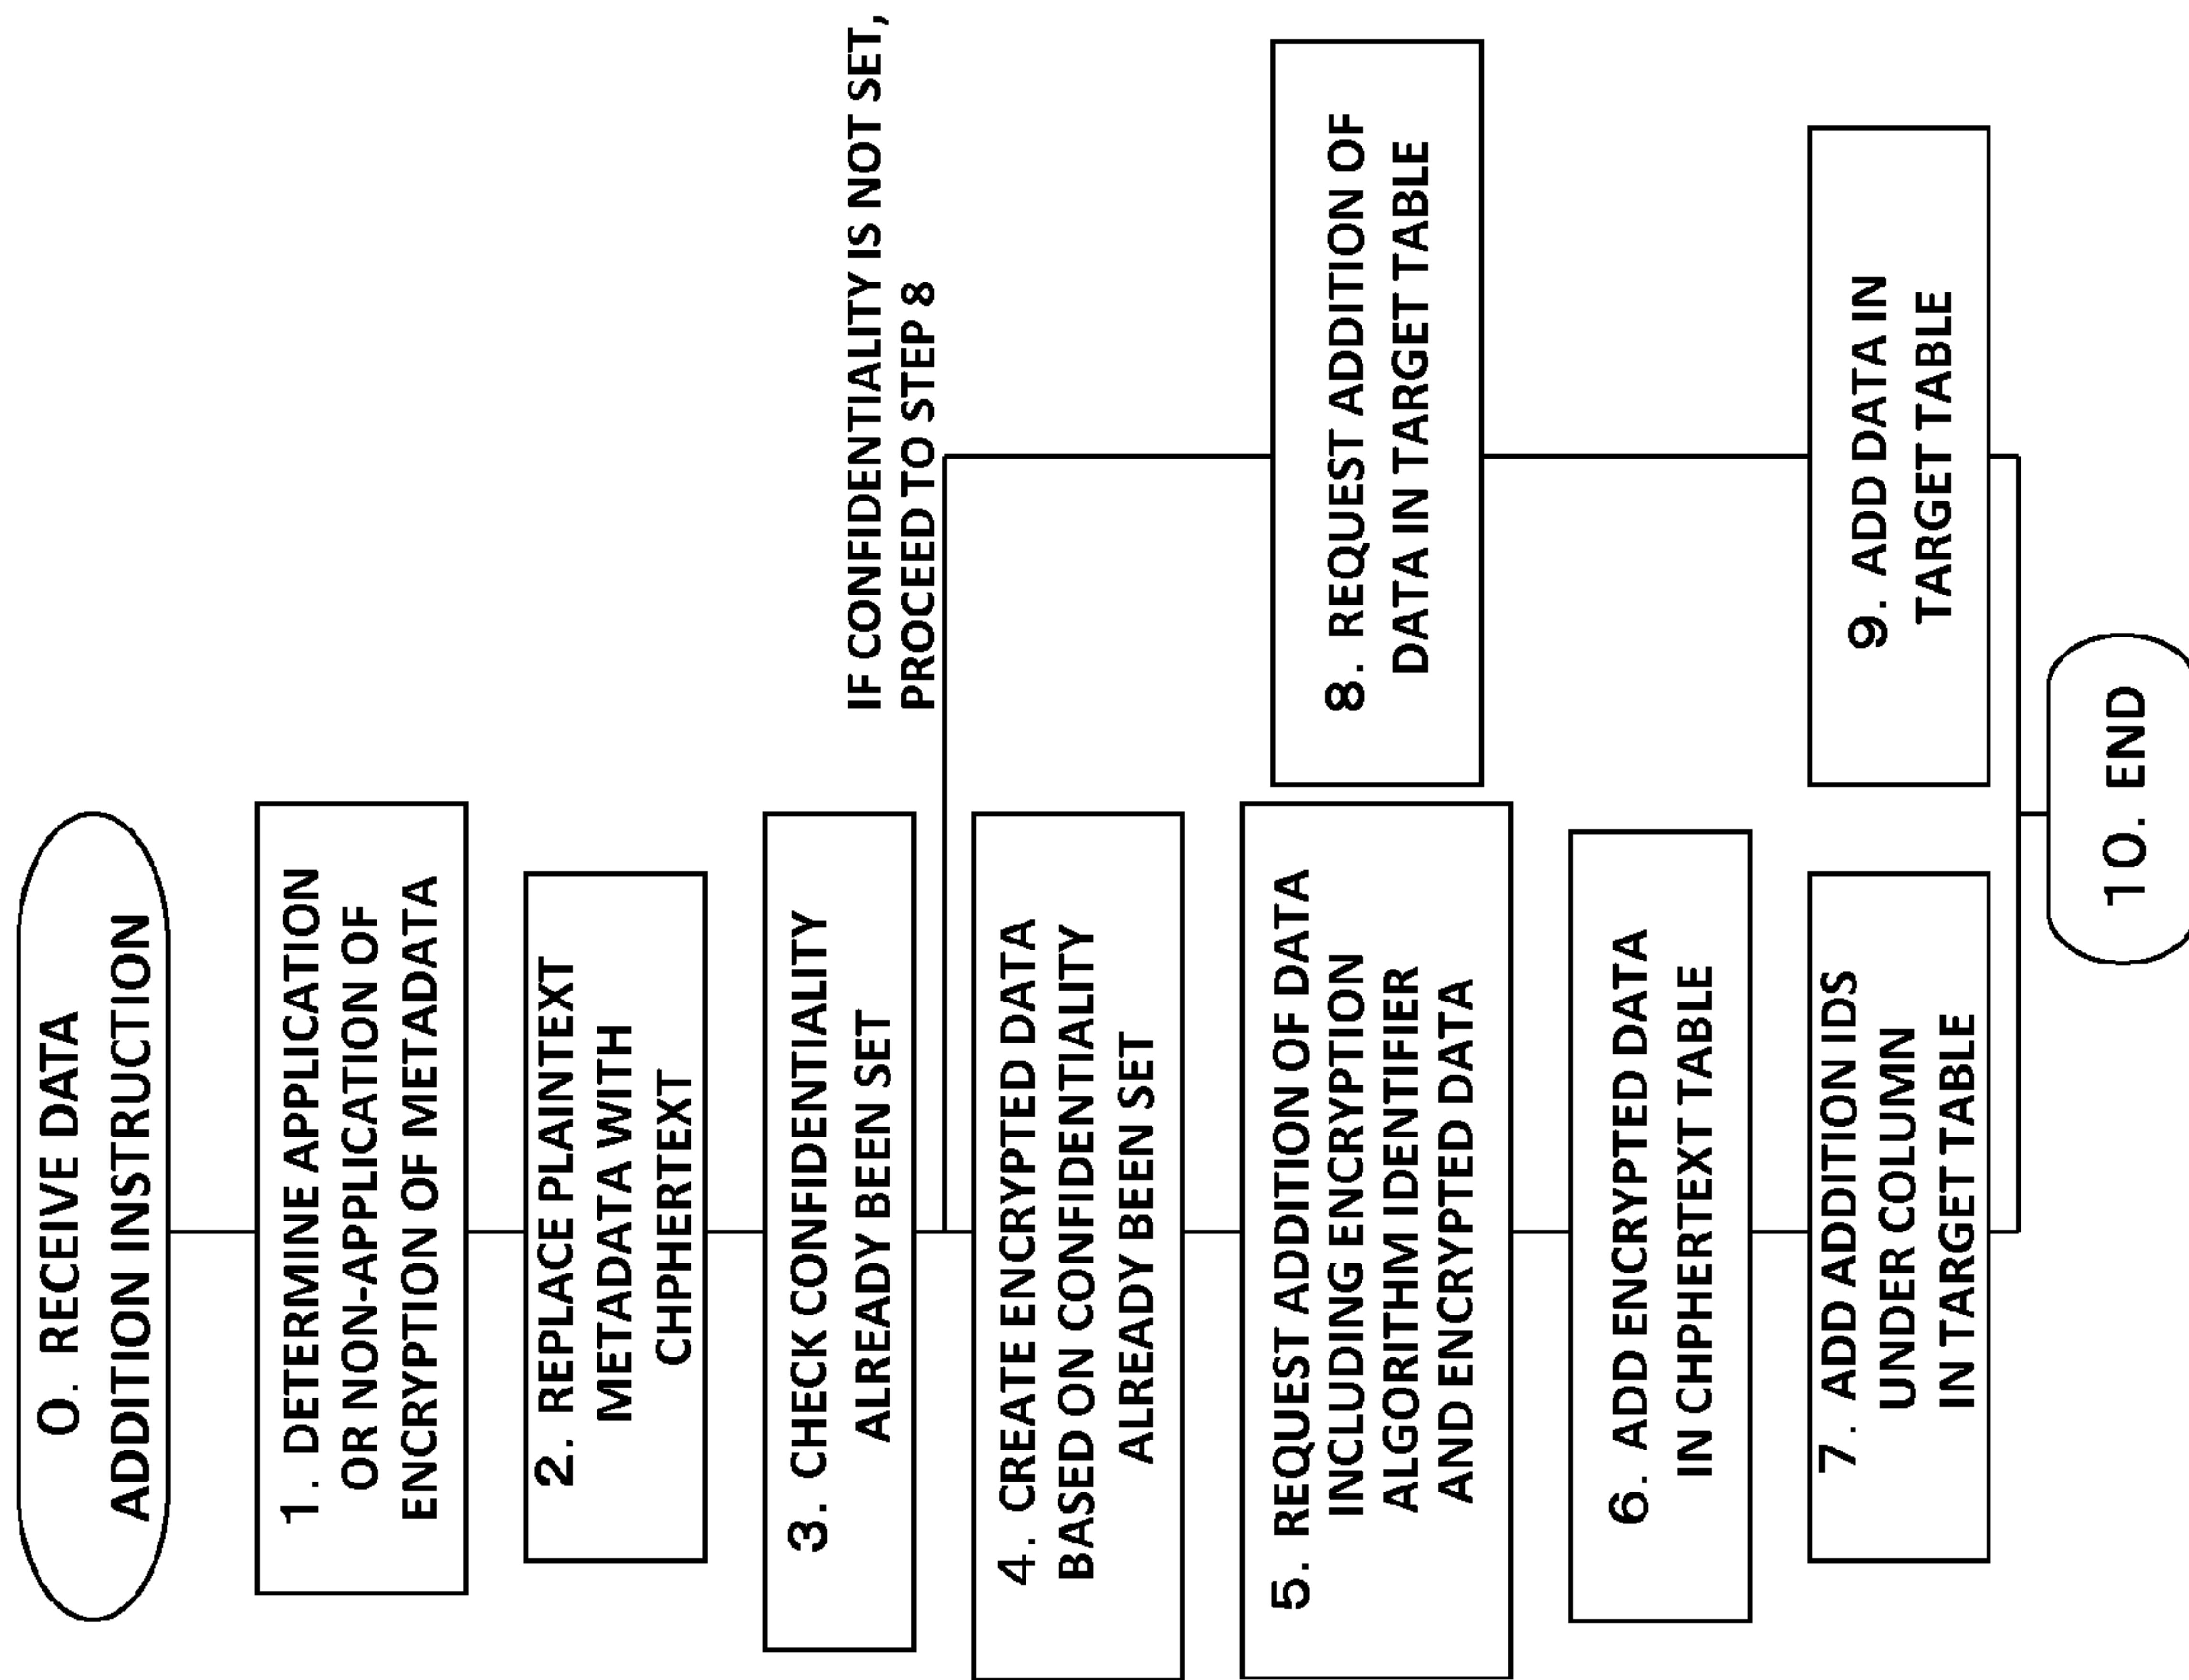 0. RECEIVE DATA
ADDITION INSTRUCTION
1. DETERMINE APPLICATION
OR NON-APPLICATION OF
ENCRYPTION OF METADATA
2. REPLACE PLAINTEXT
METADATA WITH
CHPHERTEXT
3. CHECK CONFIDENTIALITY
ALREADY BEEN SET
IF CONFIDENTIALITY IS NOT SET,
PROCEED TO STEP 8
4. CREATE ENCRYPTED DATA
BASED ON CONFIDENTIALITY
ALREADY BEEN SET
5. REQUEST ADDITION OF DATA
INCLUDING ENCRYPTION
ALGORITHM IDENTIFIER
AND ENCRYPTED DATA
6. ADD ENCRYPTED DATA
IN CHPHERTEXT TABLE
7. ADD ADDITION IDS
UNDER COLUMN
IN TARGET TABLE
8. REQUEST ADDITION OF
DATA IN TARGET TABLE
9. ADD DATA IN
TARGET TABLE
10. END